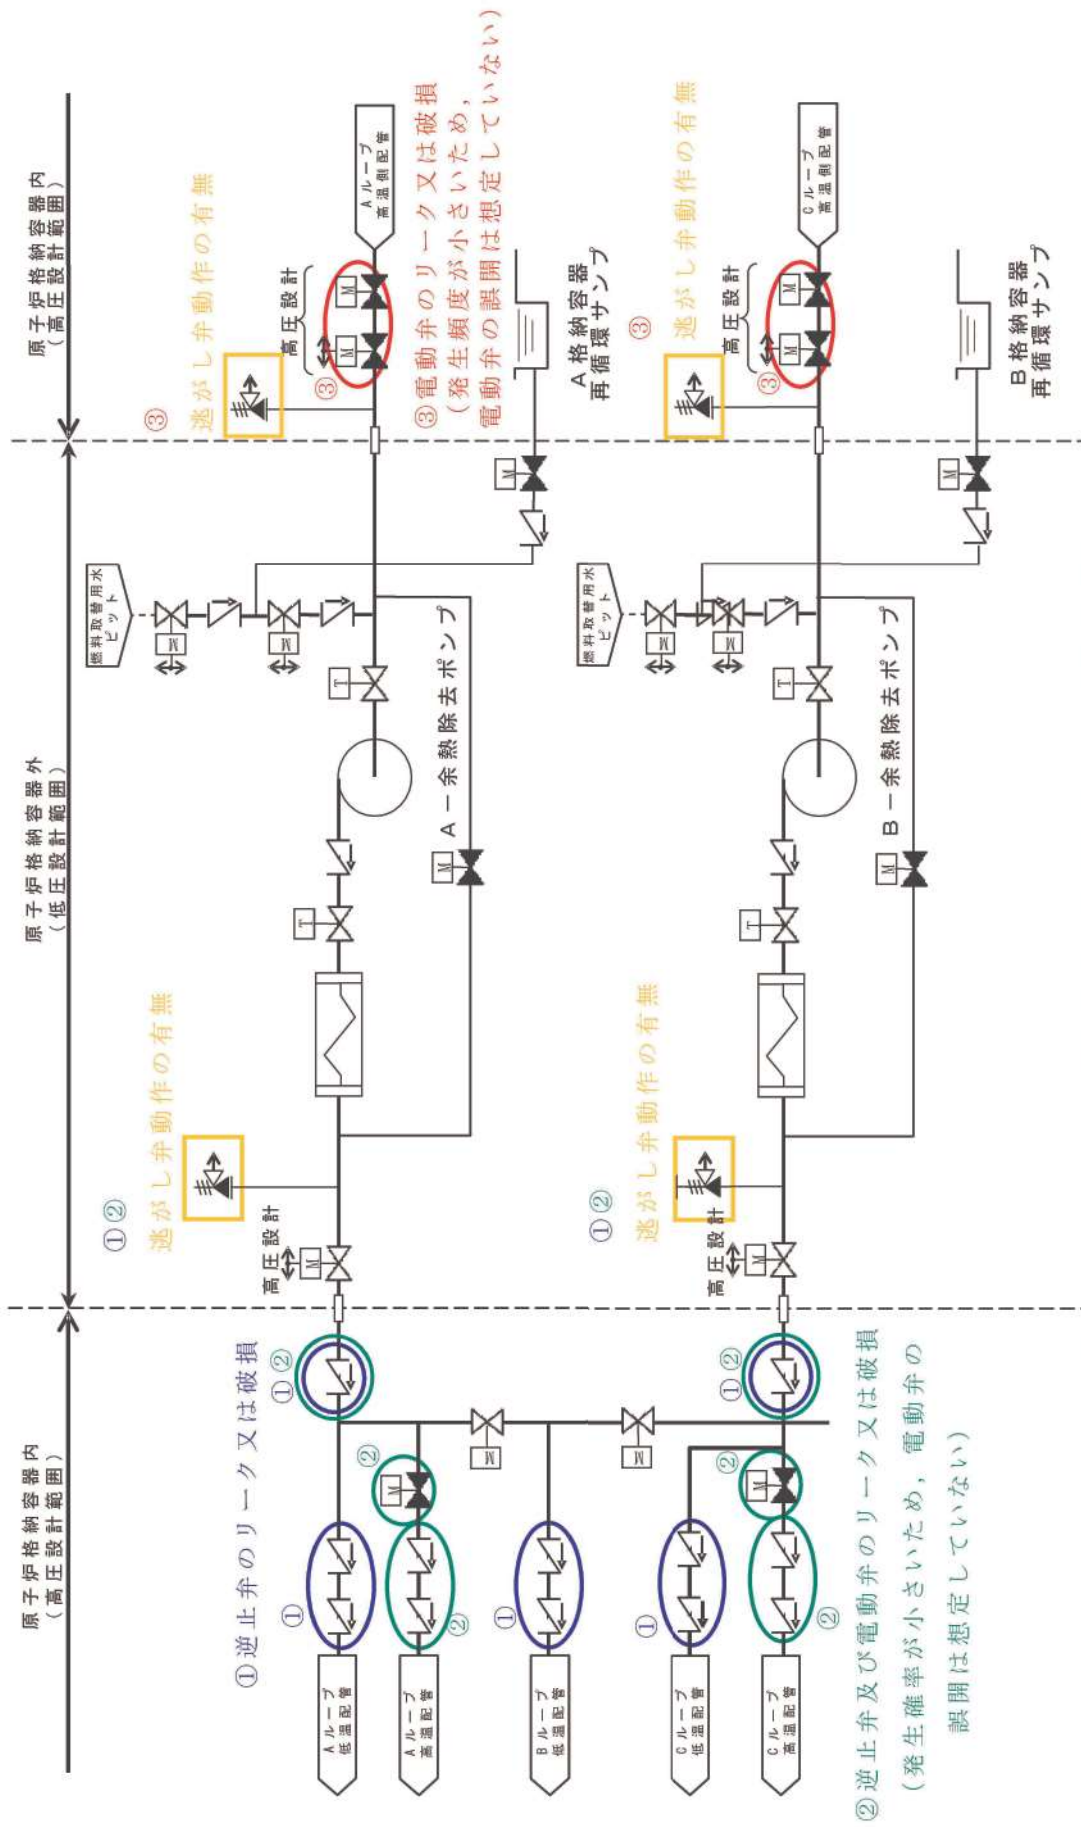 原子炉格納容器内
(高圧設計範囲)
原子炉格納容器外
(低圧設計範囲)
原子炉格納容器内
(高圧設計範囲)
①逆止弁のリーク又は破損
①②
逃がし弁動作の有無
③
逃がし弁動作の有無
燃料取替用水
ピット
M
M
T
T
M
M
M
M
M
高圧設計
高圧設計
①②
①
②
②
③
Aループ
低温配管
Aループ
高温配管
Bループ
低温配管
Cループ
低温配管
Cループ
高温配管
Aループ
高温側配管
A-余熱除去ポンプ
③電動弁のリーク又は破損
(発生頻度が小さいため,
電動弁の誤開は想定していない)
A格納容器
再循環サンプ
M
M
M
①
①
①②
②
②
①②
逃がし弁動作の有無
③
逃がし弁動作の有無
燃料取替用水
ピット
M
M
T
T
M
M
M
M
M
M
高圧設計
高圧設計
③
Cループ
高温側配管
B-余熱除去ポンプ
B格納容器
再循環サンプ
②逆止弁及び電動弁のリーク又は破損
(発生確率が小さいため,電動弁の
誤開は想定していない)